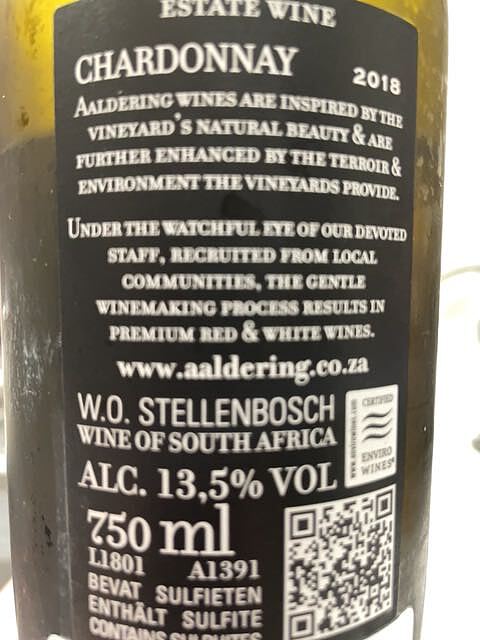 ESTATE WINE
CHARDONNAY 2018
AALDERING WINES ARE INSPIRED BY THE
VINEYARD'S NATURAL BEAUTY & ARE
FURTHER ENHANCED BY THE TERROIR &
ENVIRONMENT THE VINEYARDS PROVIDE.
UNDER THE WATCHFUL EYE OF OUR DEVOTED
STAFF, RECRUITED FROM LOCAL
COMMUNITIES, THE GENTLE
WINEMAKING PROCESS RESULTS IN
PREMIUM RED & WHITE WINES.
www.aaldering.co.za
W.O. STELLENBOSCH
WINE OF SOUTH AFRICA
CERTIFIED
ENVIRO
WINES
ALC. 13,5% VOL
750 ml
L1801 A1391
BEVAT SULFIETEN
ENTHÄLT SULFITE
CONTAINS SULPHITES